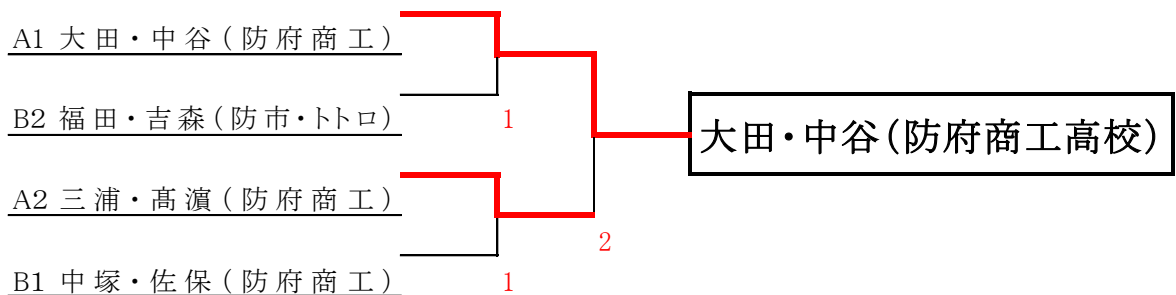 A1 大田・中谷(防府商工)
B2 福田・吉森(防市・トトロ)
1
大田・中谷(防府商工高校)
A2 三浦・髙濵(防府商工)
2
B1 中塚・佐保(防府商工)
1